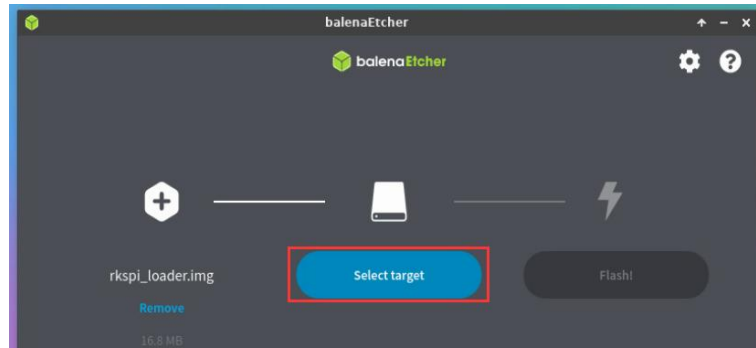 balenaEtcher
balenaEtcher
rkspi_loader.img
Select target
Flash!
Remove
16.8 MB